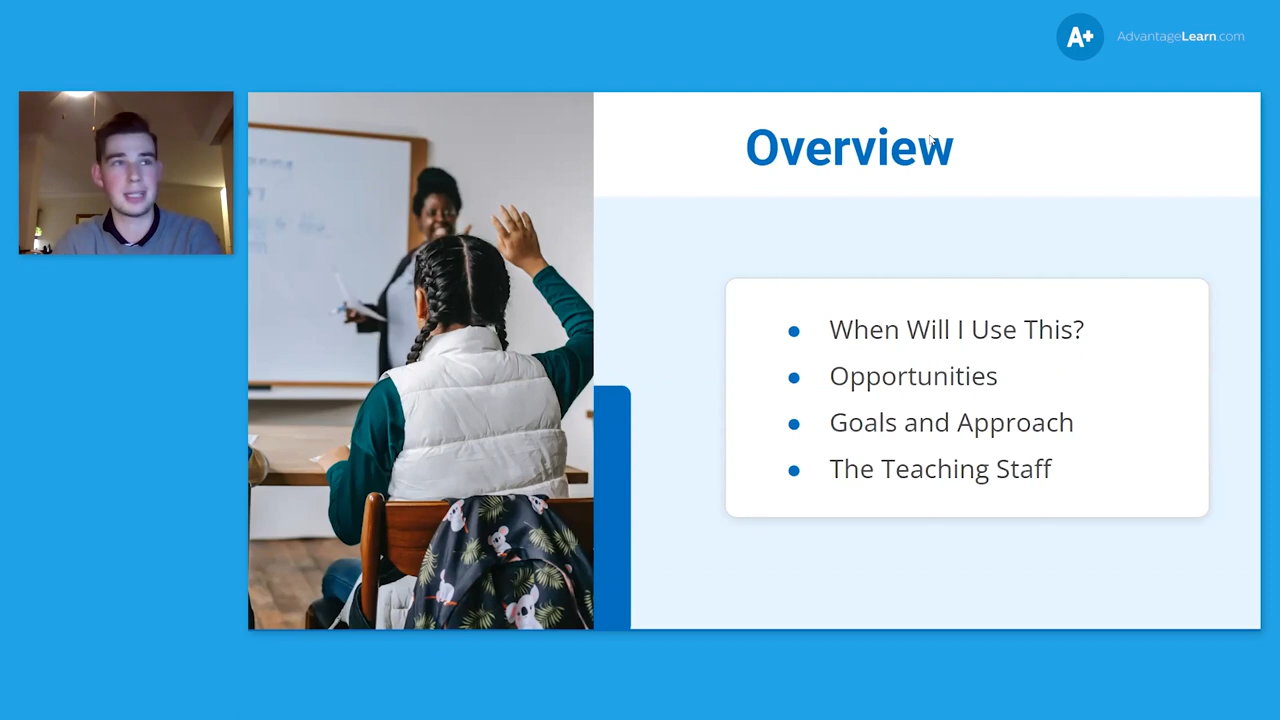 A+ AdvantageLearn.com
Overview
When Will I Use This?
Opportunities
Goals and Approach
The Teaching Staff